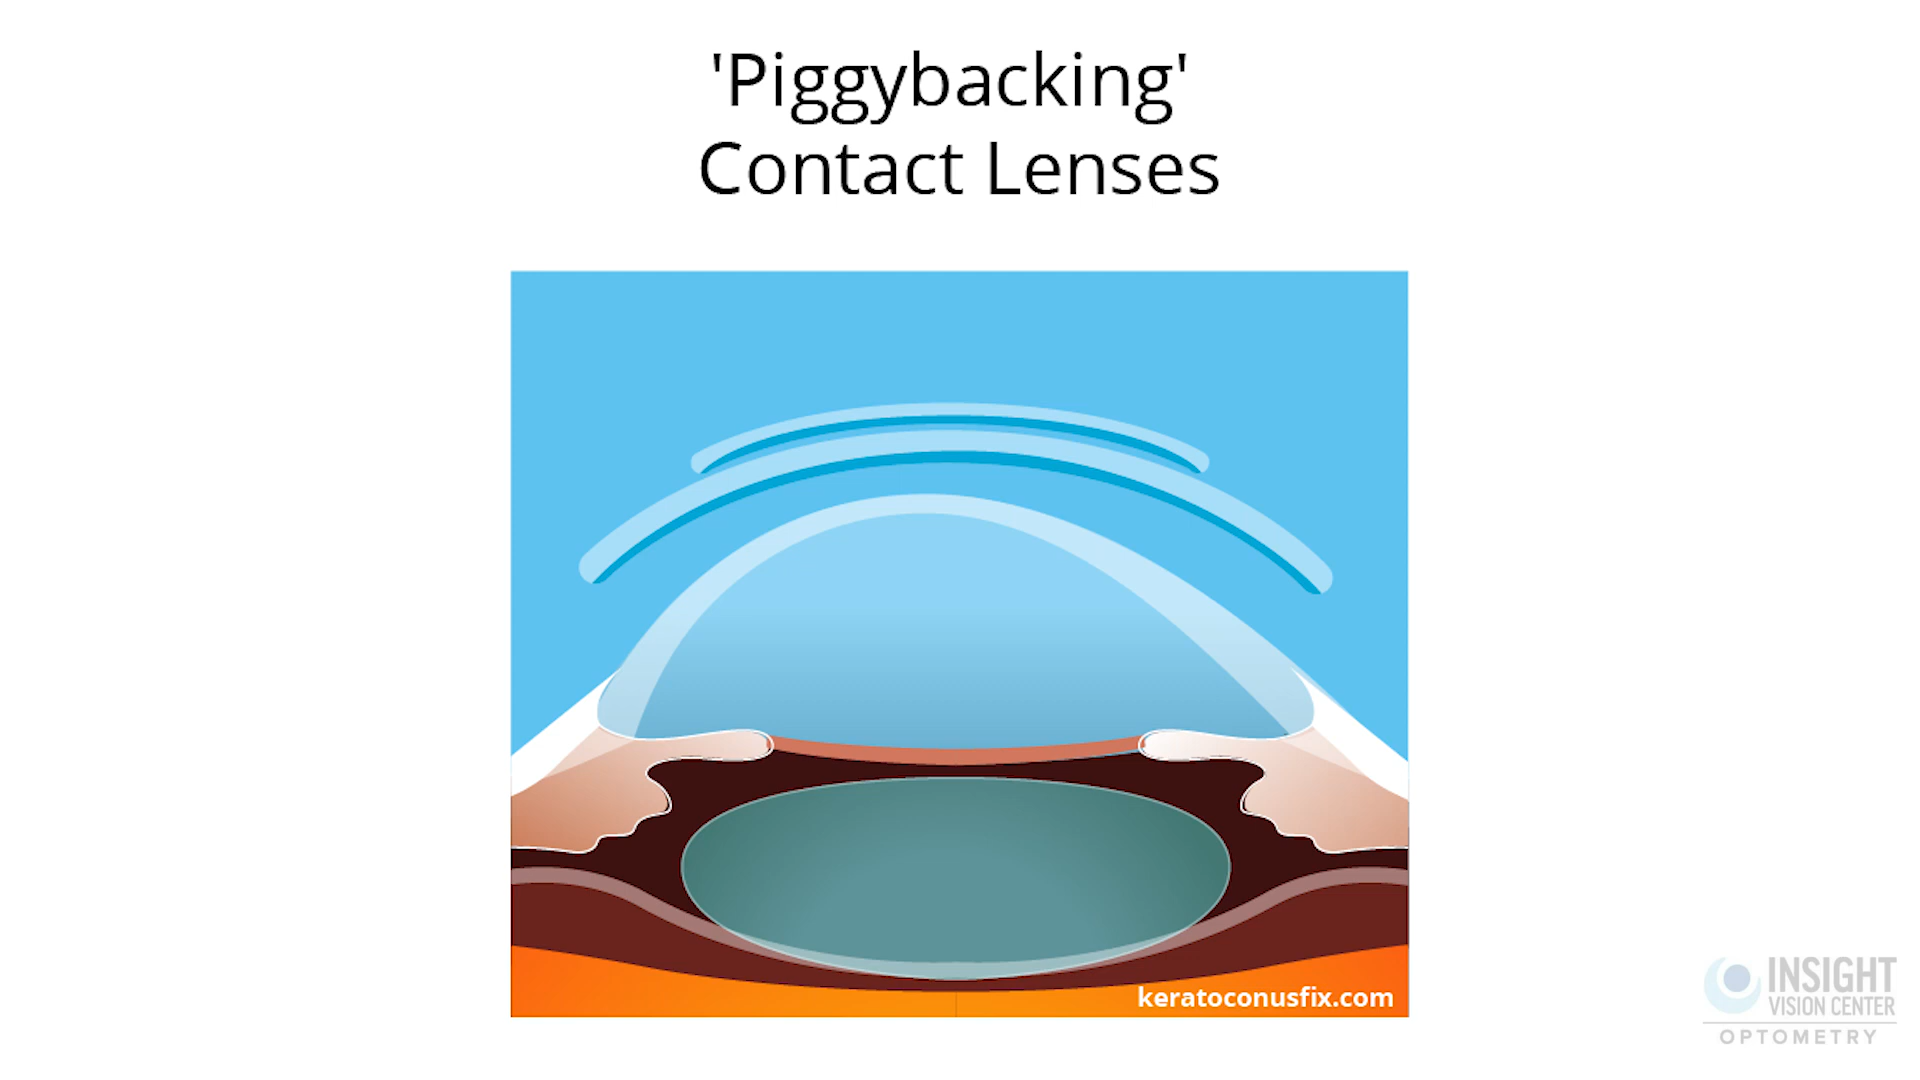 'Piggybacking'
Contact Lenses
keratoconusfix.com
INSIGHT
VISION CENTER
OPTOMETRY